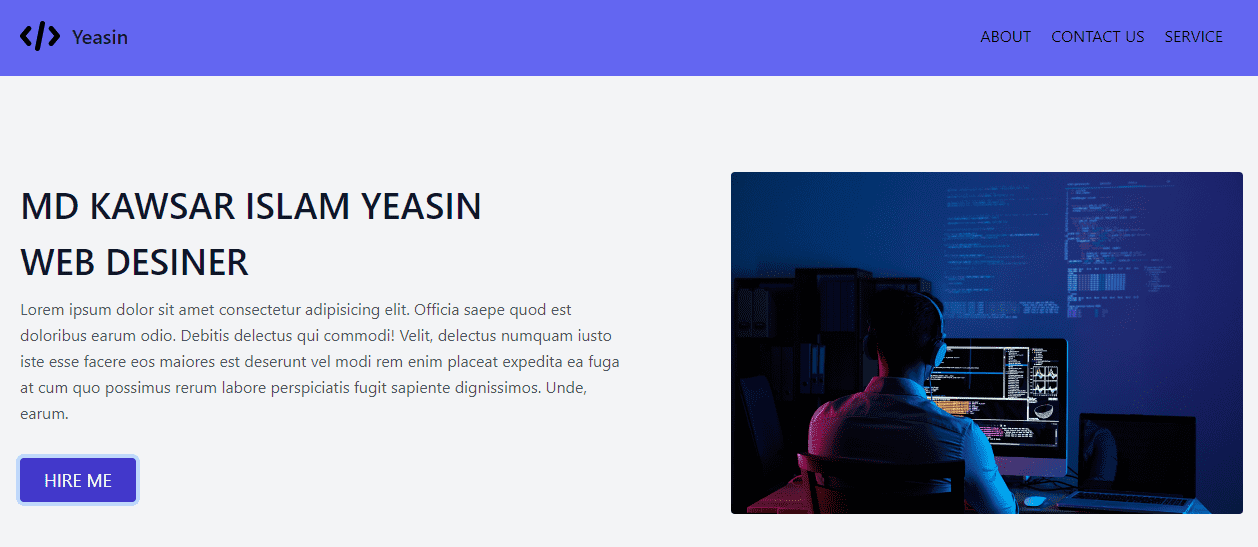 </> Yeasin
ABOUT CONTACT US SERVICE
MD KAWSAR ISLAM YEASIN
WEB DESINER
Lorem ipsum dolor sit amet consectetur adipisicing elit. Officia saepe quod est
doloribus earum odio. Debitis delectus qui commodi! Velit, delectus numquam iusto
iste esse facere eos maiores est deserunt vel modi rem enim placeat expedita ea fuga
at cum quo possimus rerum labore perspiciatis fugit sapiente dignissimos. Unde,
earum.
HIRE ME